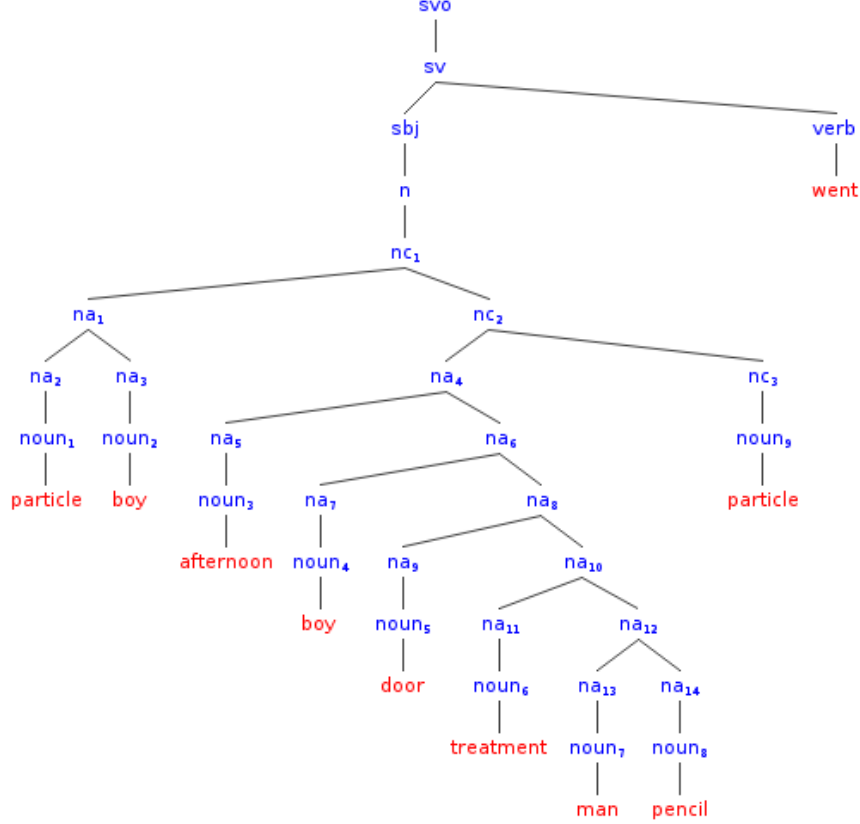 svo
sv
sbj verb
n went
nc₁
na₁ nc₂
na₂ na₃ na₄ nc₃
noun₁ noun₂ na₅ na₆ noun₉
particle boy noun₃ na₇ na₈ particle
afternoon noun₄ na₉ na₁₀
boy noun₅ na₁₁ na₁₂
door noun₆ na₁₃ na₁₄
treatment noun₇ noun₈
man pencil